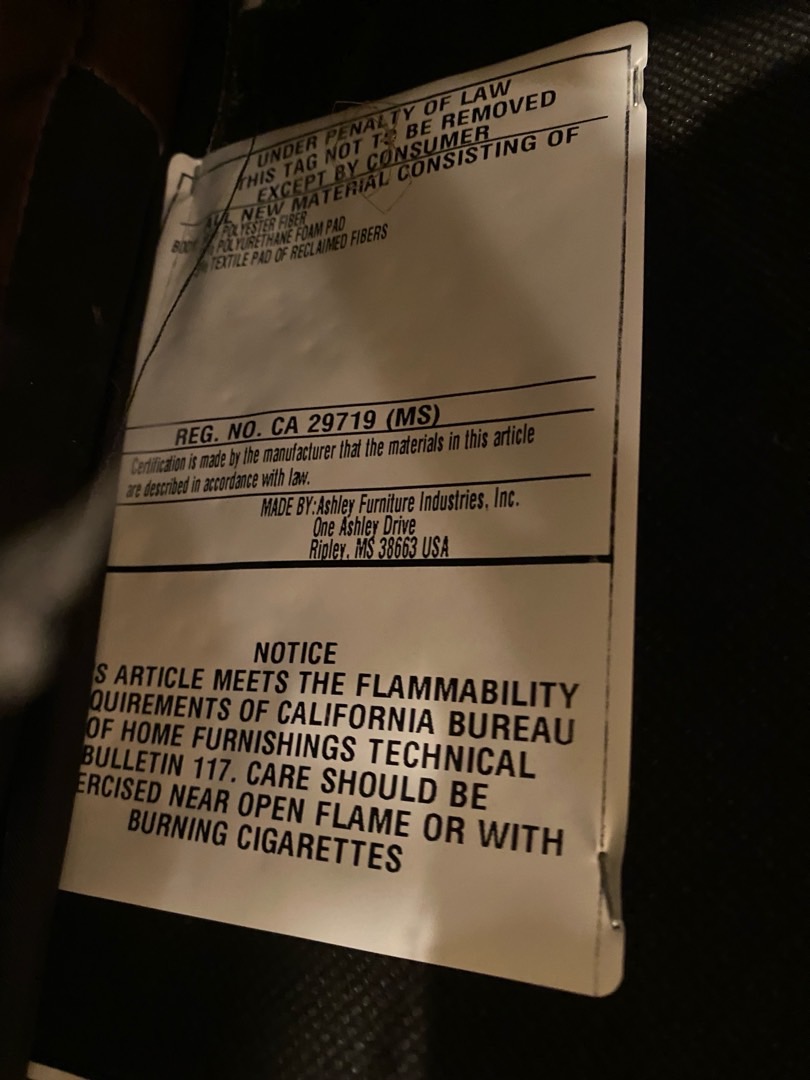 UNDER PENALTY OF LAW
THIS TAG NOT TO BE REMOVED
EXCEPT BY CONSUMER
ALL NEW MATERIAL CONSISTING OF
POLYESTER FIBER
BODY % POLYURETHANE FOAM PAD
% TEXTILE PAD OF RECLAIMED FIBERS
REG. NO. CA 29719 (MS)
Certification is made by the manufacturer that the materials in this article
are described in accordance with law.
MADE BY:Ashley Furniture Industries, Inc.
One Ashley Drive
Ripley, MS 38663 USA
NOTICE
S ARTICLE MEETS THE FLAMMABILITY
QUIREMENTS OF CALIFORNIA BUREAU
OF HOME FURNISHINGS TECHNICAL
BULLETIN 117. CARE SHOULD BE
ERCISED NEAR OPEN FLAME OR WITH
BURNING CIGARETTES